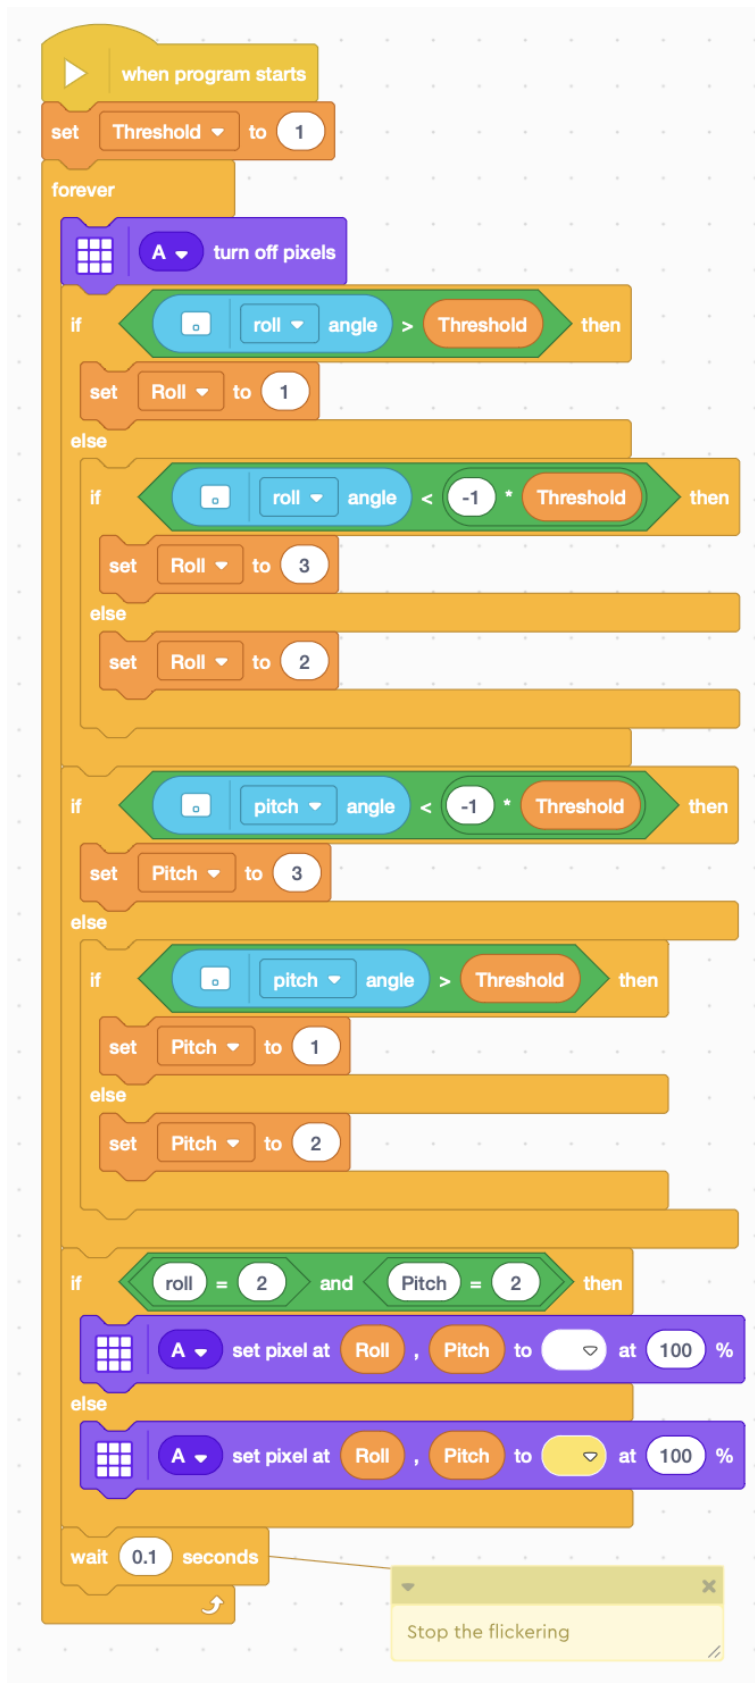 when program starts
set Threshold to 1
forever
A turn off pixels
if roll angle > Threshold then
set Roll to 1
else
if roll angle < -1 * Threshold then
set Roll to 3
else
set Roll to 2
if pitch angle < -1 * Threshold then
set Pitch to 3
else
if pitch angle > Threshold then
set Pitch to 1
else
set Pitch to 2
if roll = 2 and Pitch = 2 then
A set pixel at Roll , Pitch to at 100 %
else
A set pixel at Roll , Pitch to at 100 %
wait 0.1 seconds
Stop the flickering